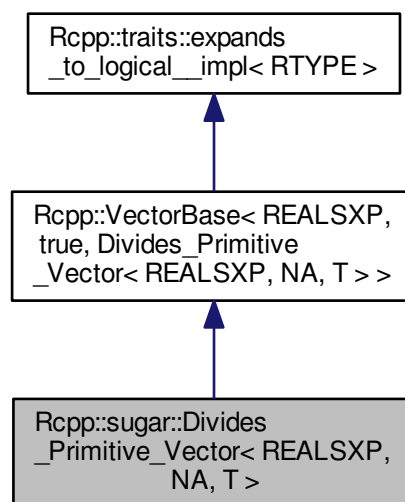 Rcpp::traits::expands
_to_logical__impl< RTYPE >
Rcpp::VectorBase< REALSXP,
true, Divides_Primitive
_Vector< REALSXP, NA, T > >
Rcpp::sugar::Divides
_Primitive_Vector< REALSXP,
NA, T >